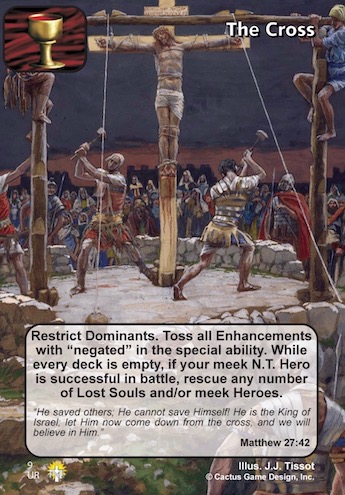 The Cross
Restrict Dominants. Toss all Enhancements
with “negated” in the special ability. While
every deck is empty, if your meek N.T. Hero
is successful in battle, rescue any number
of Lost Souls and/or meek Heroes.
"He saved others; He cannot save Himself! He is the King of
Israel; let Him now come down from the cross, and we will
believe in Him."
Matthew 27:42
9
UR
Illus. J.J. Tissot
© Cactus Game Design, Inc.